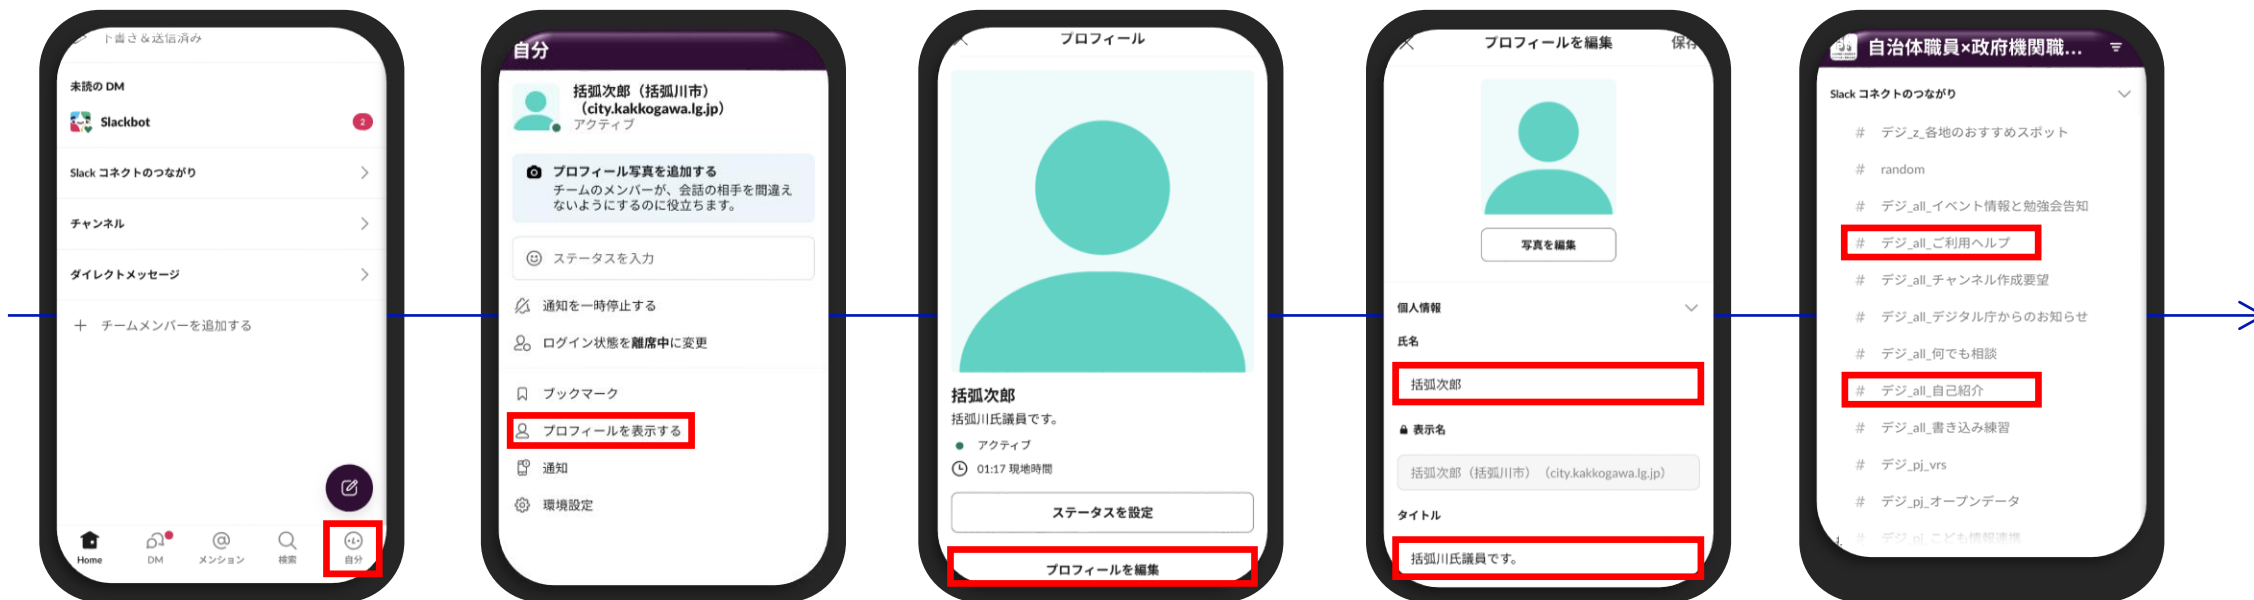 下書き＆送信済み
未読の DM
Slackbot
2
Slack コネクトのつながり
チャンネル
ダイレクトメッセージ
チームメンバーを追加する
Home
DM
メンション
検索
自分
自分
括弧次郎（括弧川市）
（city.kakkogawa.lg.jp）
アクティブ
プロフィール写真を追加する
チームのメンバーが、会話の相手を間違え
ないようにするのに役立ちます。
ステータスを入力
通知を一時停止する
ログイン状態を離席中に変更
ブックマーク
プロフィールを表示する
通知
環境設定
プロフィール
括弧次郎
括弧川氏議員です。
アクティブ
01:17 現地時間
ステータスを設定
プロフィールを編集
プロフィールを編集
保存
写真を編集
個人情報
氏名
括弧次郎
表示名
括弧次郎（括弧川市）（city.kakkogawa.lg.jp）
タイトル
括弧川氏議員です。
自治体職員×政府機関職...
Slack コネクトのつながり
# デジ_z_各地のおすすめスポット
# random
# デジ_all_イベント情報と勉強会告知
# デジ_all_ご利用ヘルプ
# デジ_all_チャンネル作成要望
# デジ_all_デジタル庁からのお知らせ
# デジ_all_何でも相談
# デジ_all_自己紹介
# デジ_all_書き込み練習
# デジ_pj_vrs
# デジ_pj_オープンデータ
# デジ_pj_こども情報連携